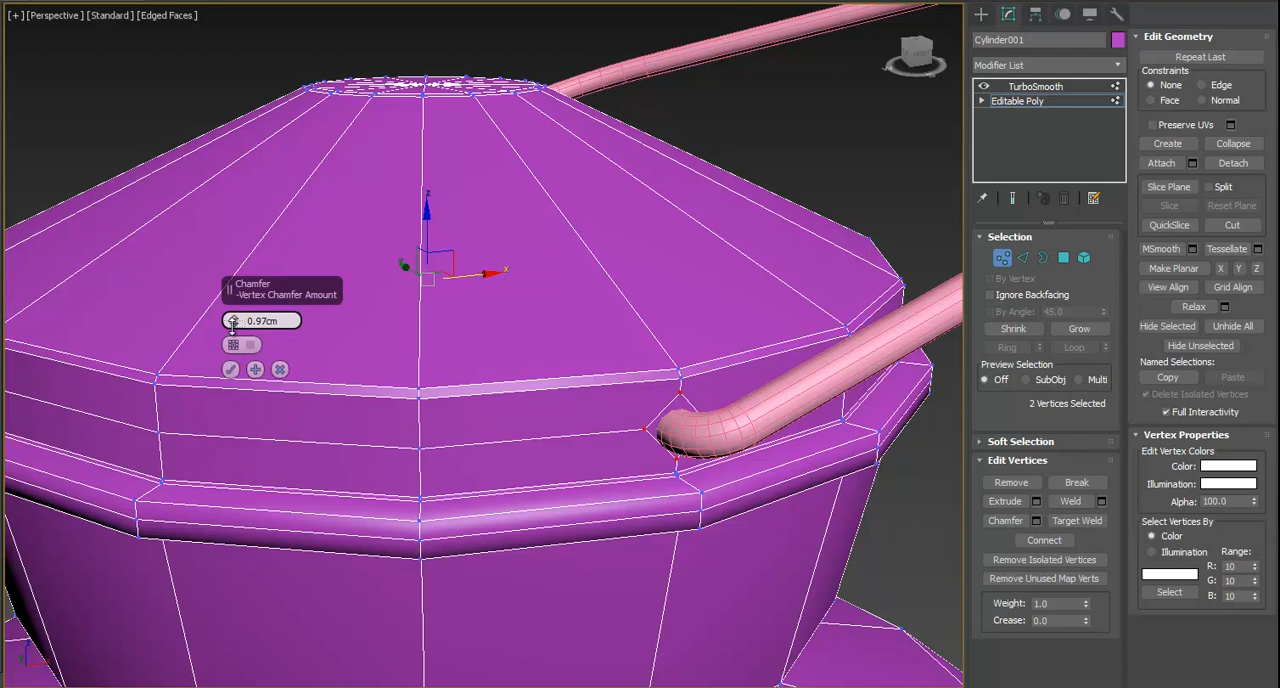 [ + ] [Perspective ] [ Standard ] [ Edged Faces ]
z
x
Chamfer
-Vertex Chamfer Amount
0.97cm
Cylinder001
Modifier List
TurboSmooth
Editable Poly
Selection
By Vertex
Ignore Backfacing
By Angle: 45.0
Shrink Grow
Ring Loop
Preview Selection
Off SubObj Multi
2 Vertices Selected
Soft Selection
Edit Vertices
Remove Break
Extrude Weld
Chamfer Target Weld
Connect
Remove Isolated Vertices
Remove Unused Map Verts
Weight: 1.0
Crease: 0.0
Edit Geometry
Repeat Last
Constraints
None Edge
Face Normal
Preserve UVs
Create Collapse
Attach Detach
Slice Plane Split
Slice Reset Plane
QuickSlice Cut
MSmooth Tessellate
Make Planar X Y Z
View Align Grid Align
Relax
Hide Selected Unhide All
Hide Unselected
Named Selections:
Copy Paste
Delete Isolated Vertices
Full Interactivity
Vertex Properties
Edit Vertex Colors
Color:
Illumination:
Alpha: 100.0
Select Vertices By
Color
Illumination Range:
R: 10
G: 10
B: 10
Select